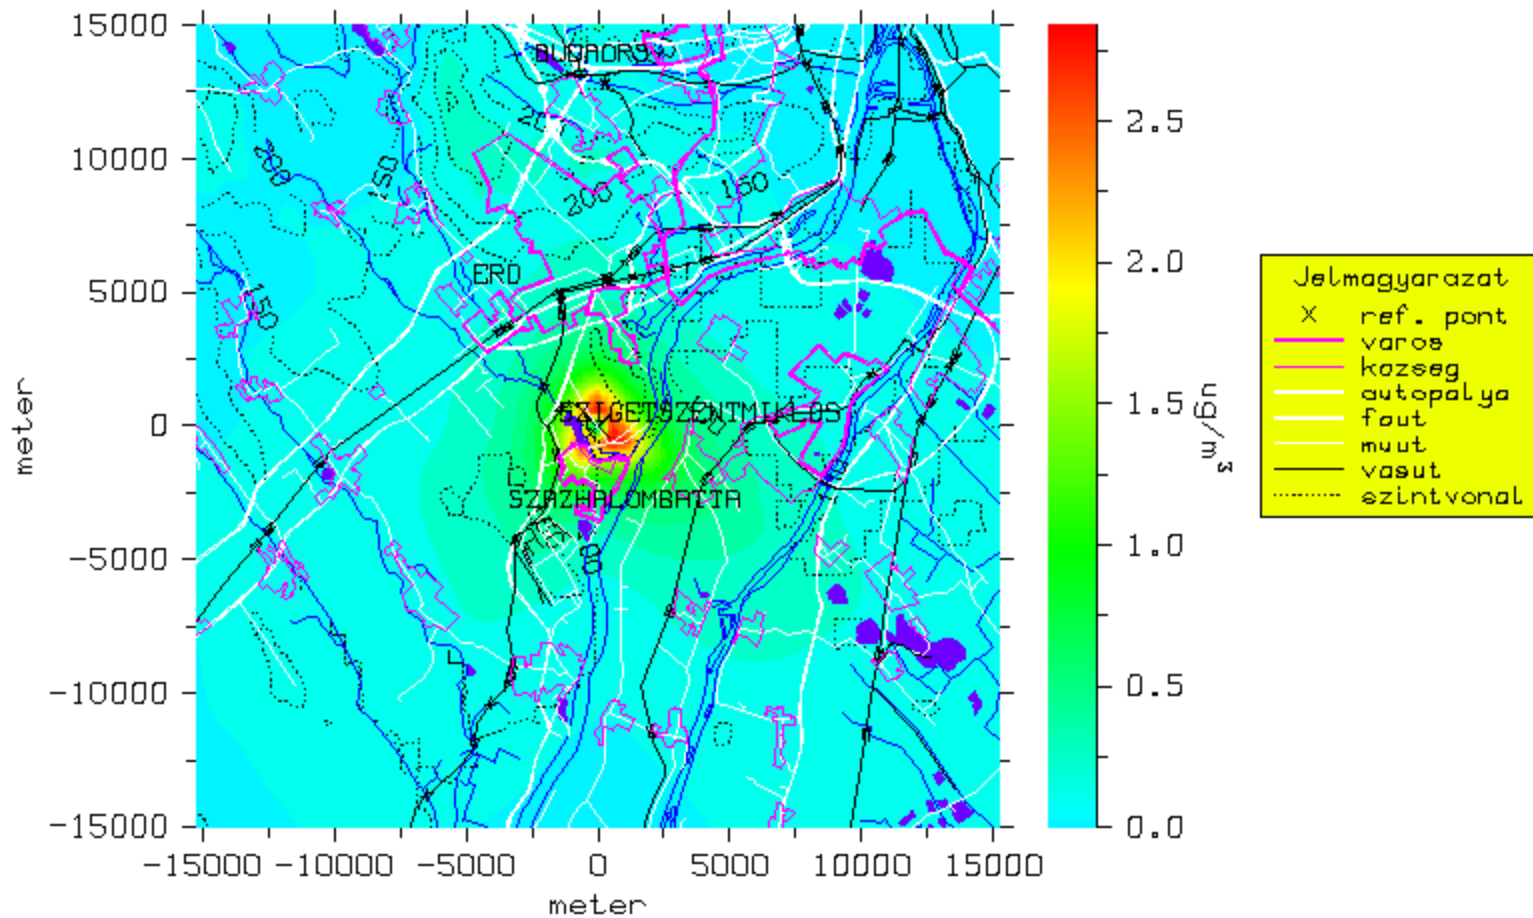 15000
10000
5000
0
-5000
-10000
-15000
meter
-15000 -10000 -5000 0 5000 10000 15000
meter
BUDAORS
200
200
150
150
200
150
ERD
SZIGETSZENTMIKLOS
SZAZHALOMBATTA
2.5
2.0
1.5
1.0
0.5
0.0
ug/m3
Jelmagyarazat
ref. pont
varos
kozseg
autopalya
fout
muut
vasut
szintvonal